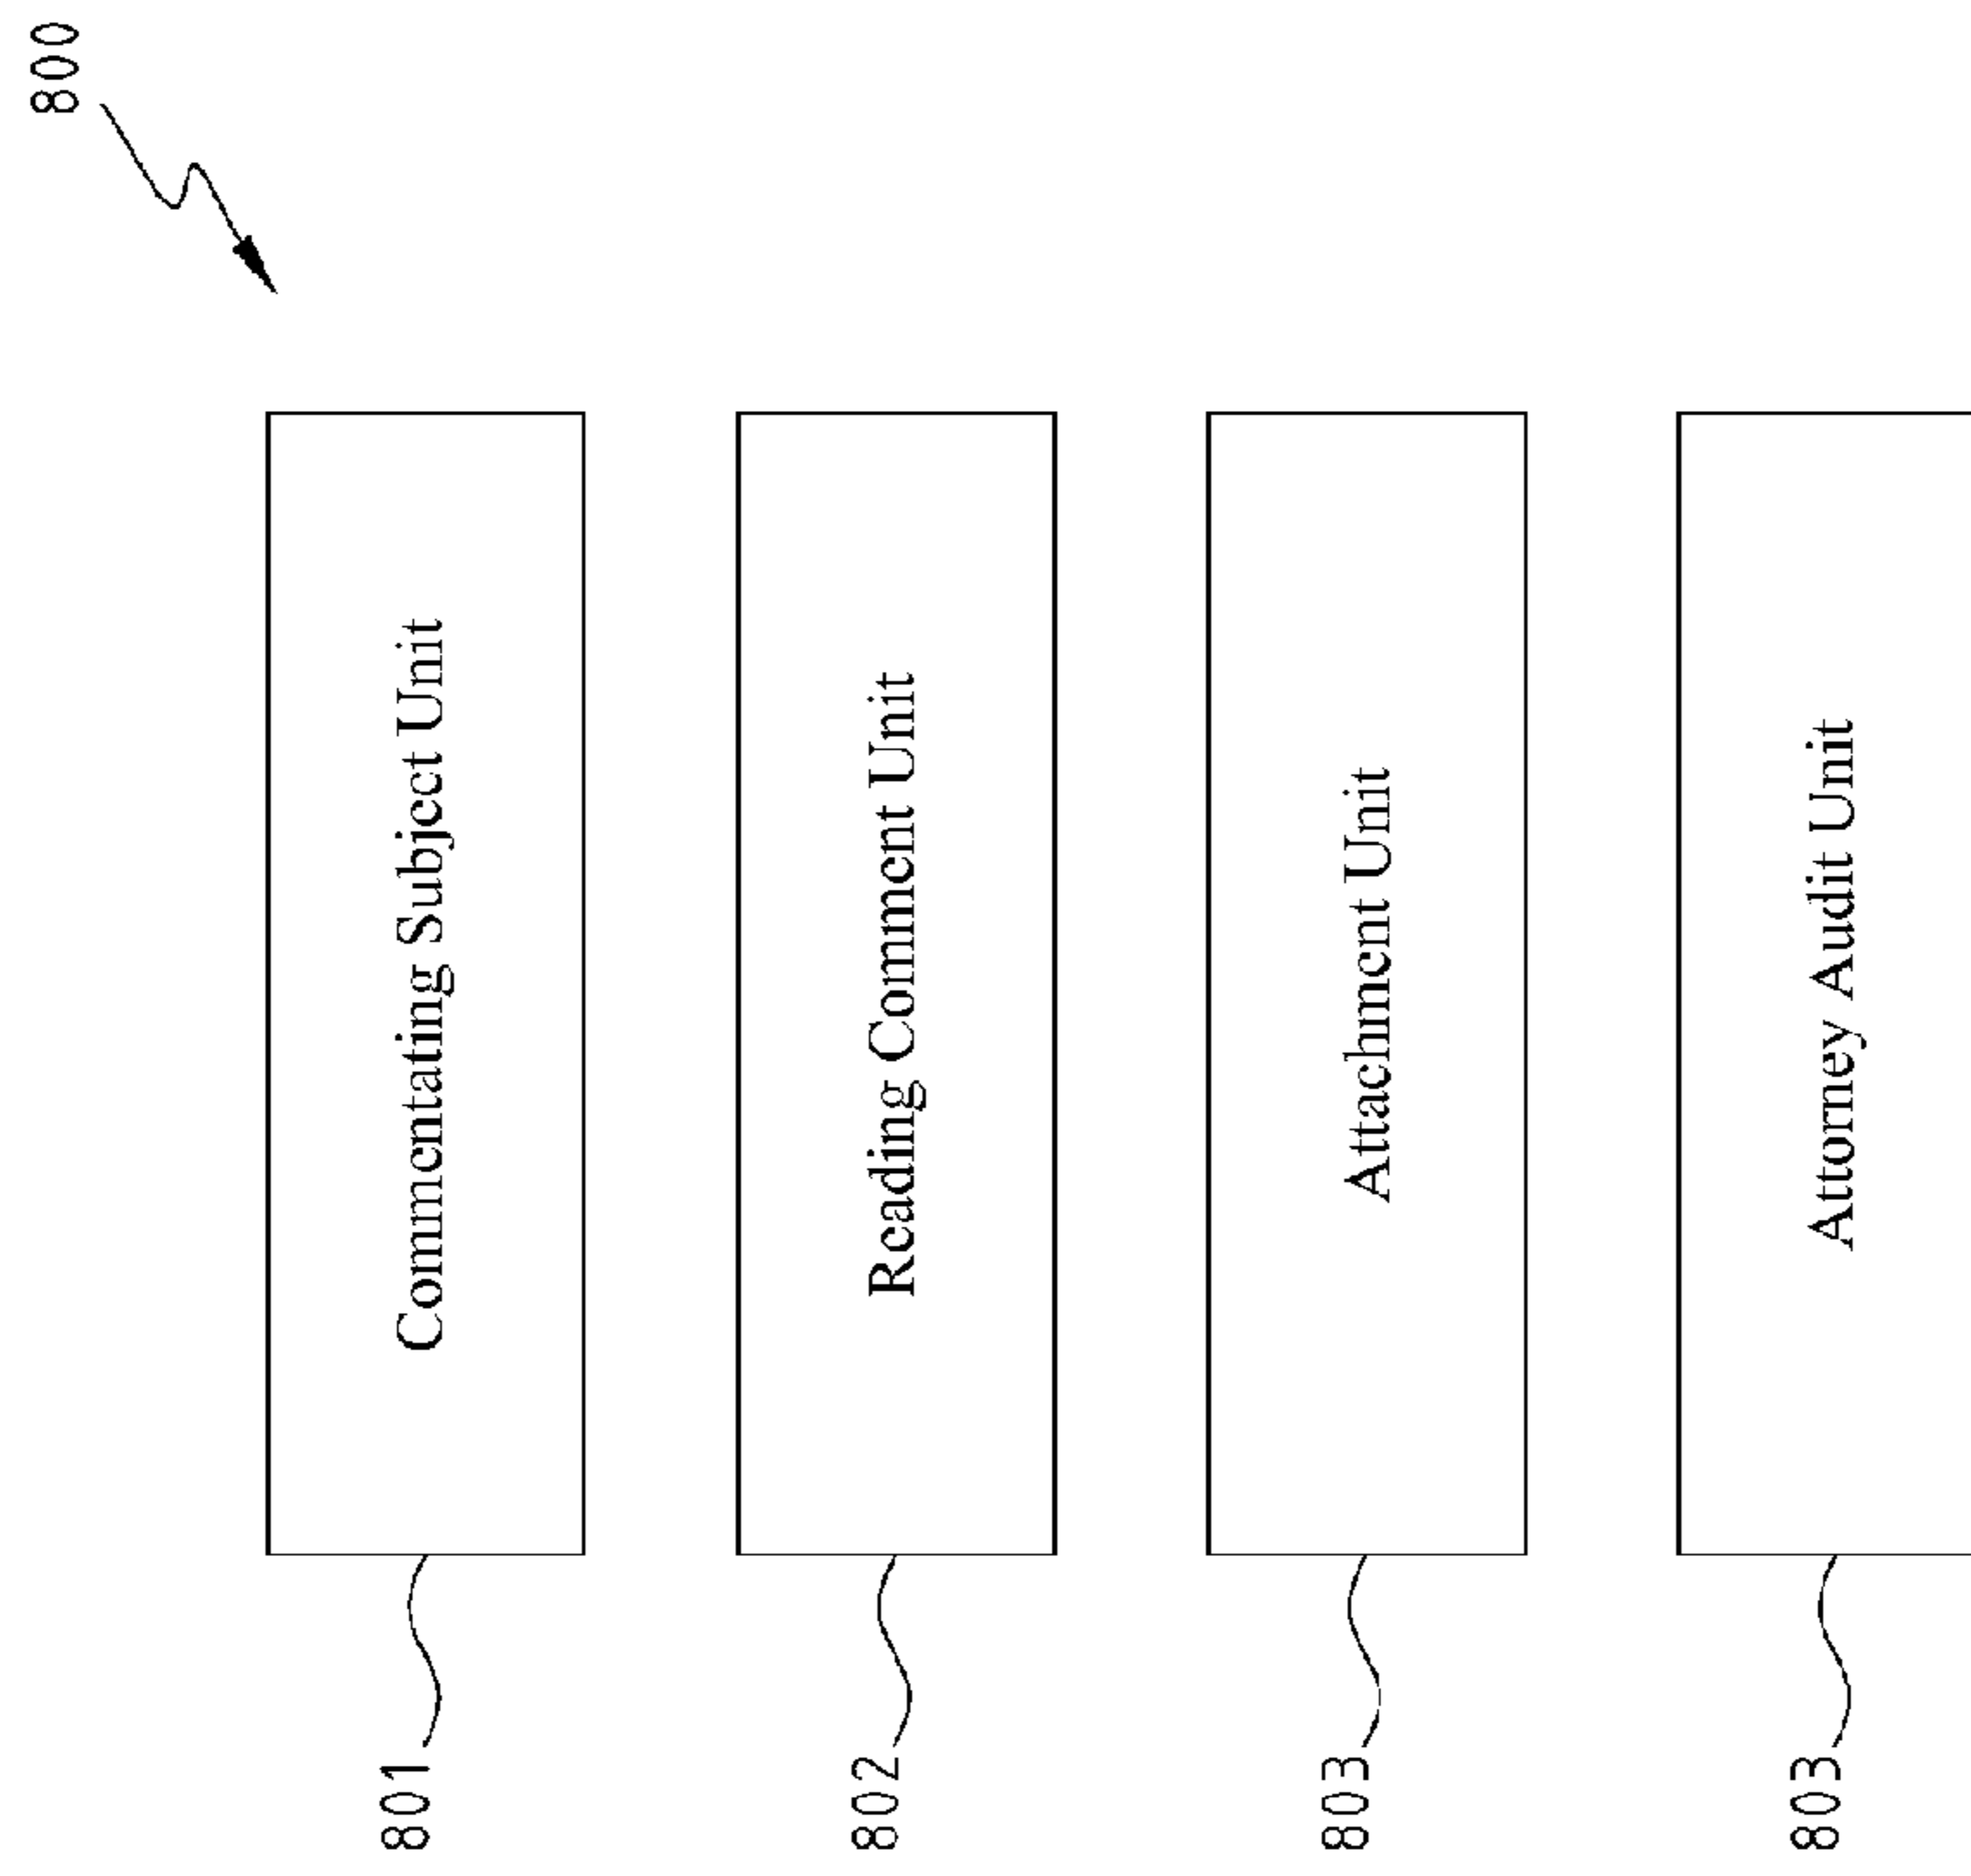 800
801
Commentating Subject Unit
802
Reading Comment Unit
803
Attachment Unit
803
Attorney Audit Unit